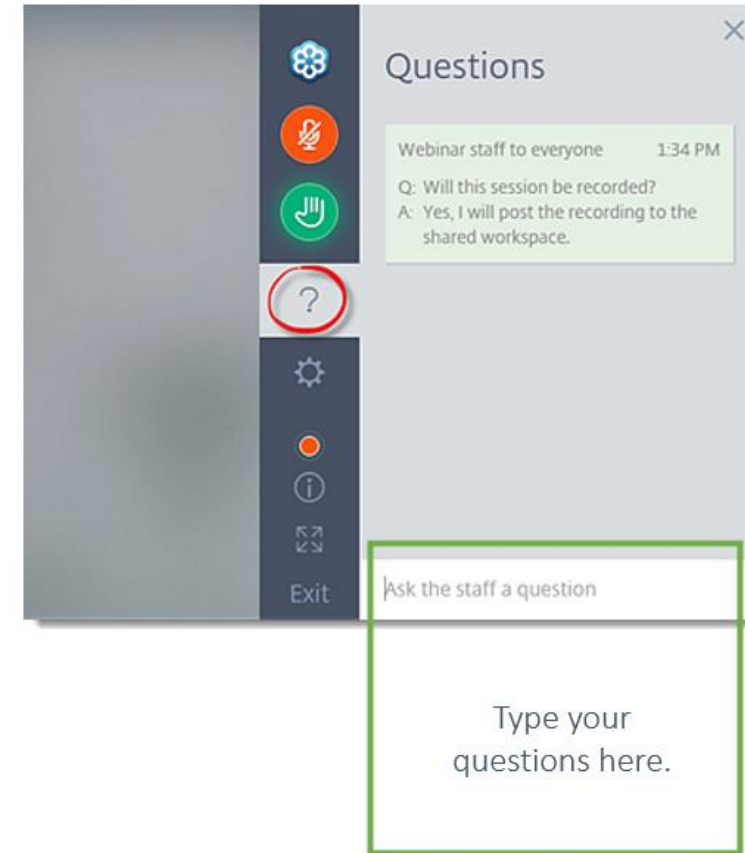 Questions
Webinar staff to everyone 1:34 PM
Q: Will this session be recorded?
A: Yes, I will post the recording to the
shared workspace.
?
Exit
Ask the staff a question
Type your
questions here.